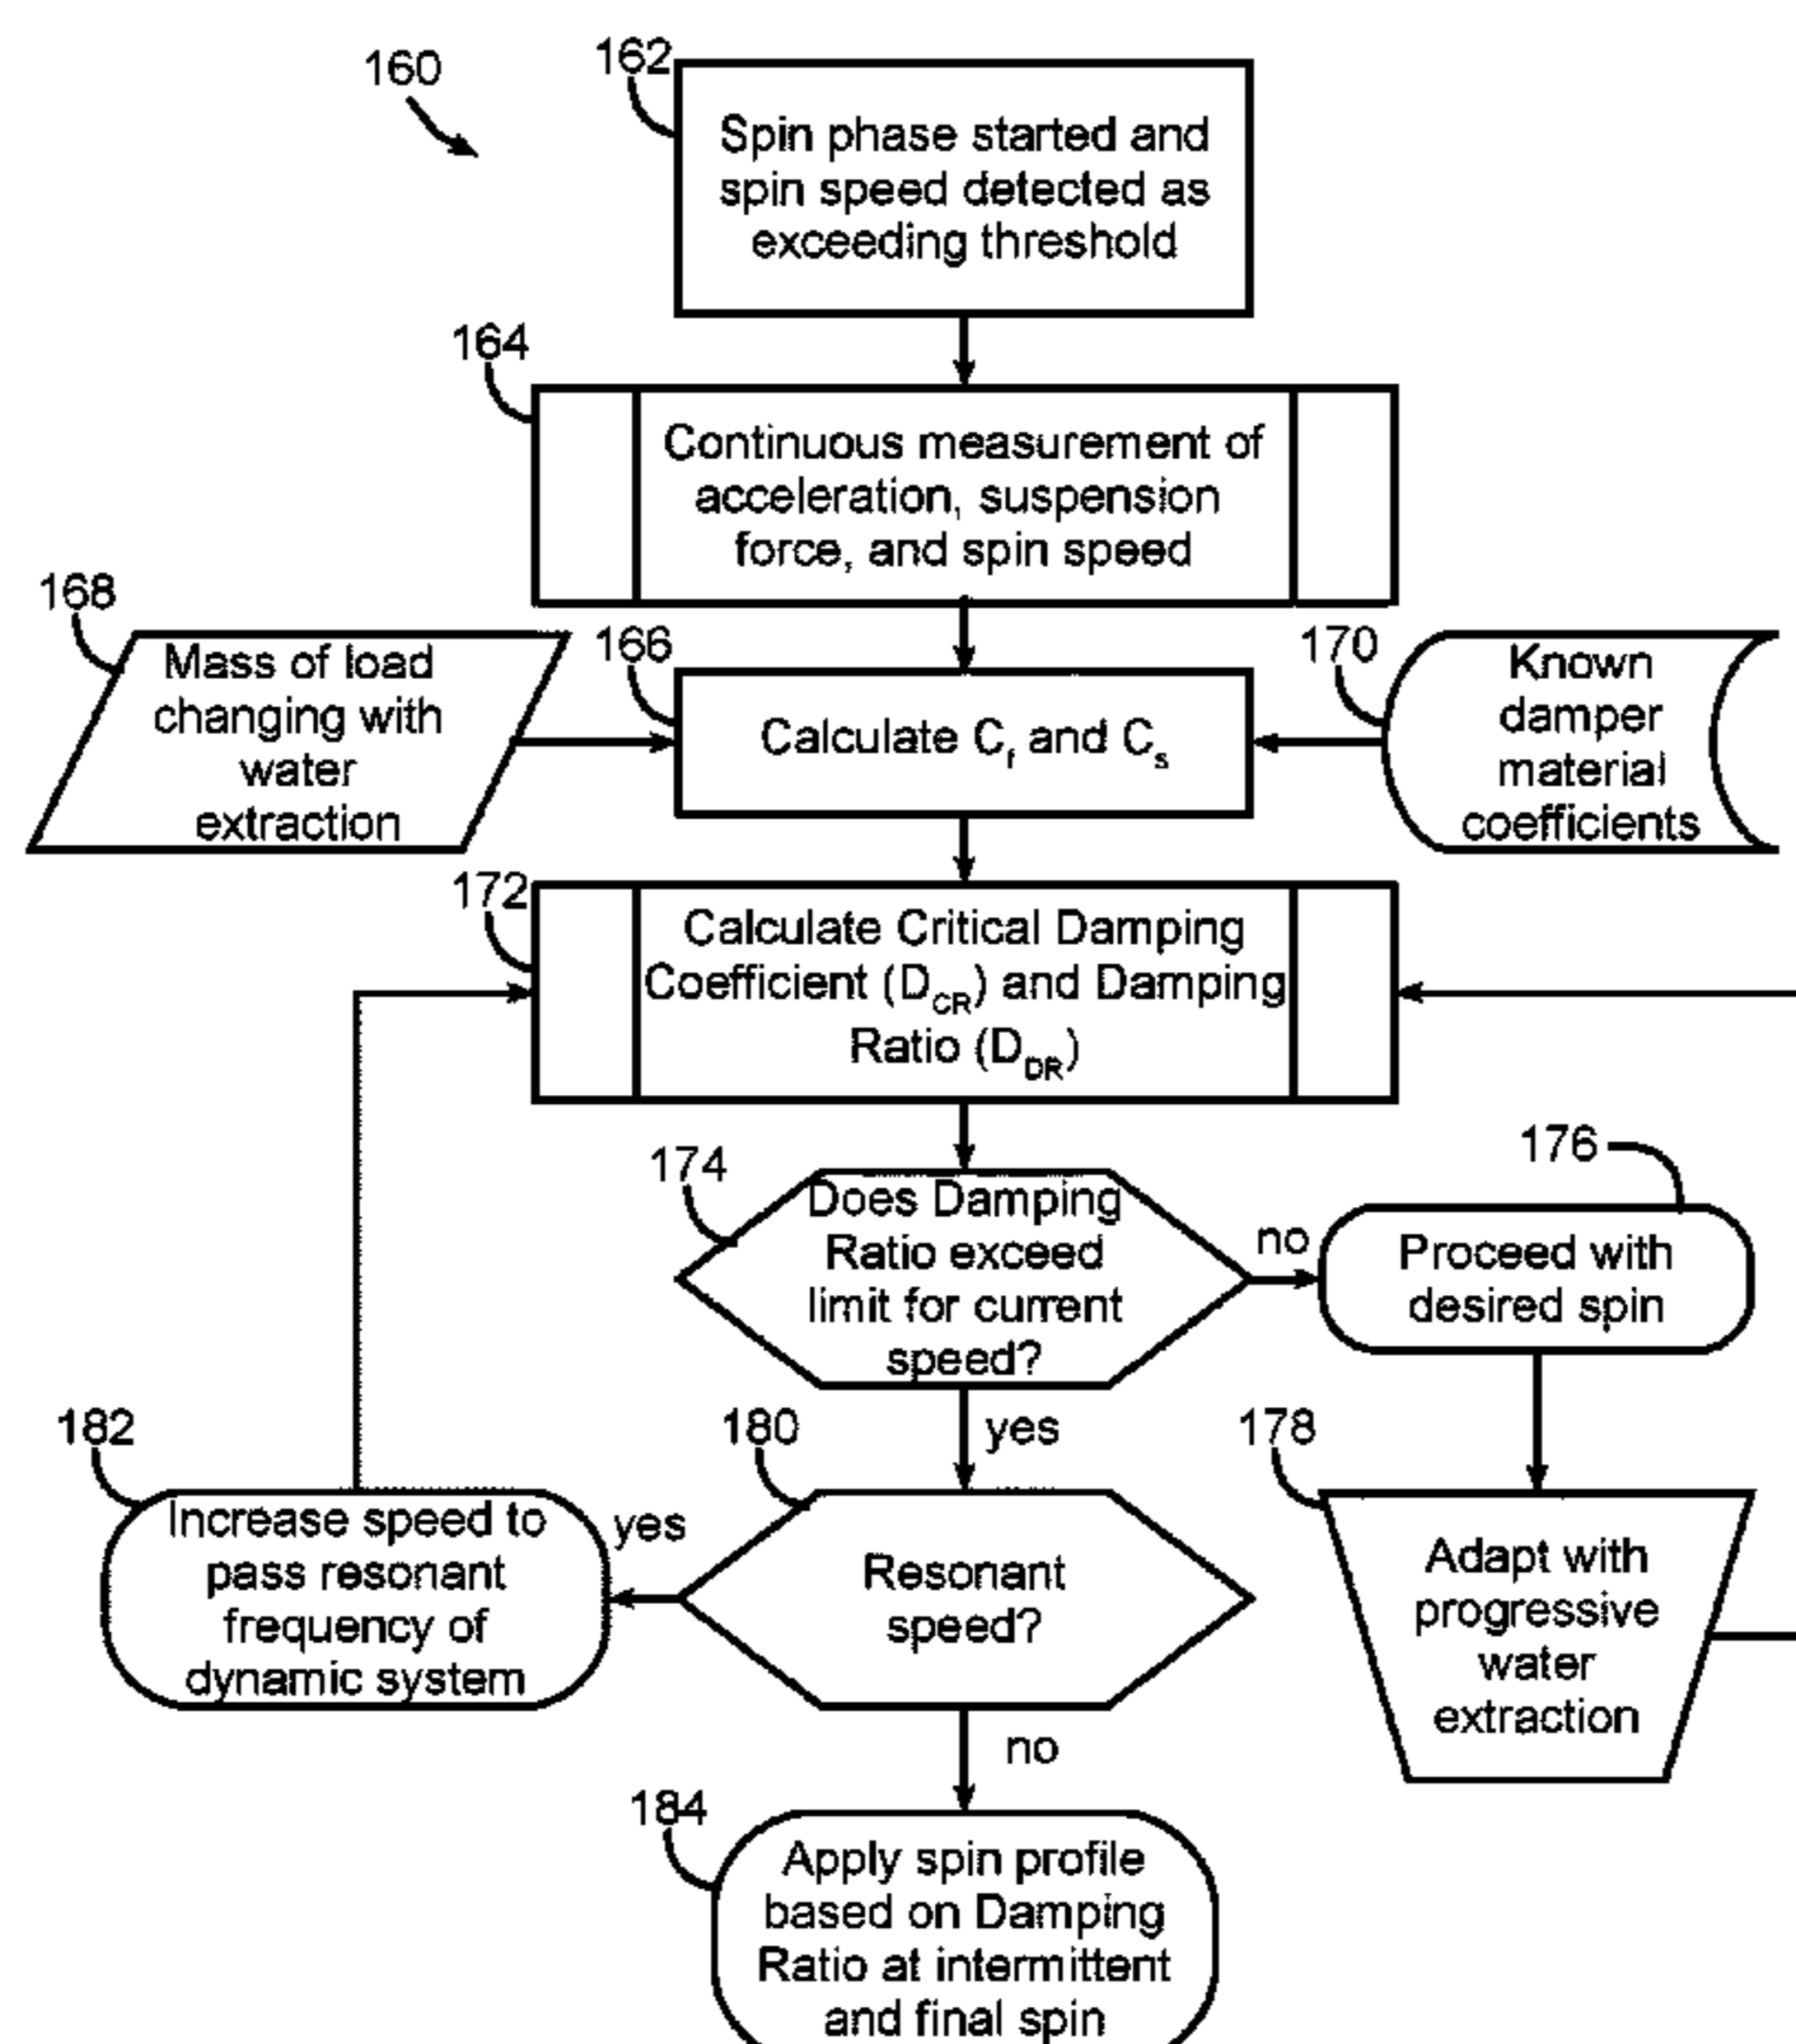 160
162
Spin phase started and
spin speed detected as
exceeding threshold
164
Continuous measurement of
acceleration, suspension
force, and spin speed
168
Mass of load
changing with
water
extraction
166
Calculate Cf and Cs
170
Known
damper
material
coefficients
172
Calculate Critical Damping
Coefficient (DCR) and Damping
Ratio (DDR)
174
Does Damping
Ratio exceed
limit for current
speed?
no
176
Proceed with
desired spin
yes
178
Adapt with
progressive
water
extraction
180
Resonant
speed?
yes
182
Increase speed to
pass resonant
frequency of
dynamic system
no
184
Apply spin profile
based on Damping
Ratio at intermittent
and final spin